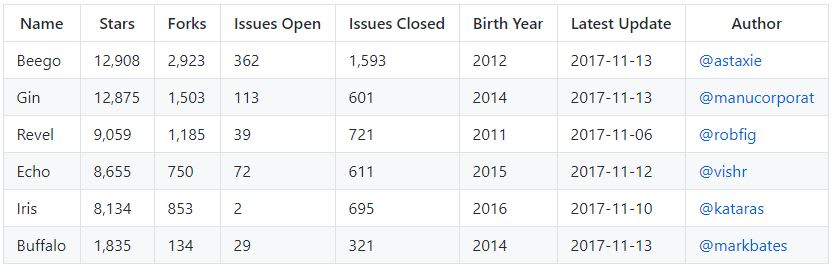 Name Stars Forks Issues Open Issues Closed Birth Year Latest Update Author
Beego 12,908 2,923 362 1,593 2012 2017-11-13 @astaxie
Gin 12,875 1,503 113 601 2014 2017-11-13 @manucorporat
Revel 9,059 1,185 39 721 2011 2017-11-06 @robfig
Echo 8,655 750 72 611 2015 2017-11-12 @vishr
Iris 8,134 853 2 695 2016 2017-11-10 @kataras
Buffalo 1,835 134 29 321 2014 2017-11-13 @markbates